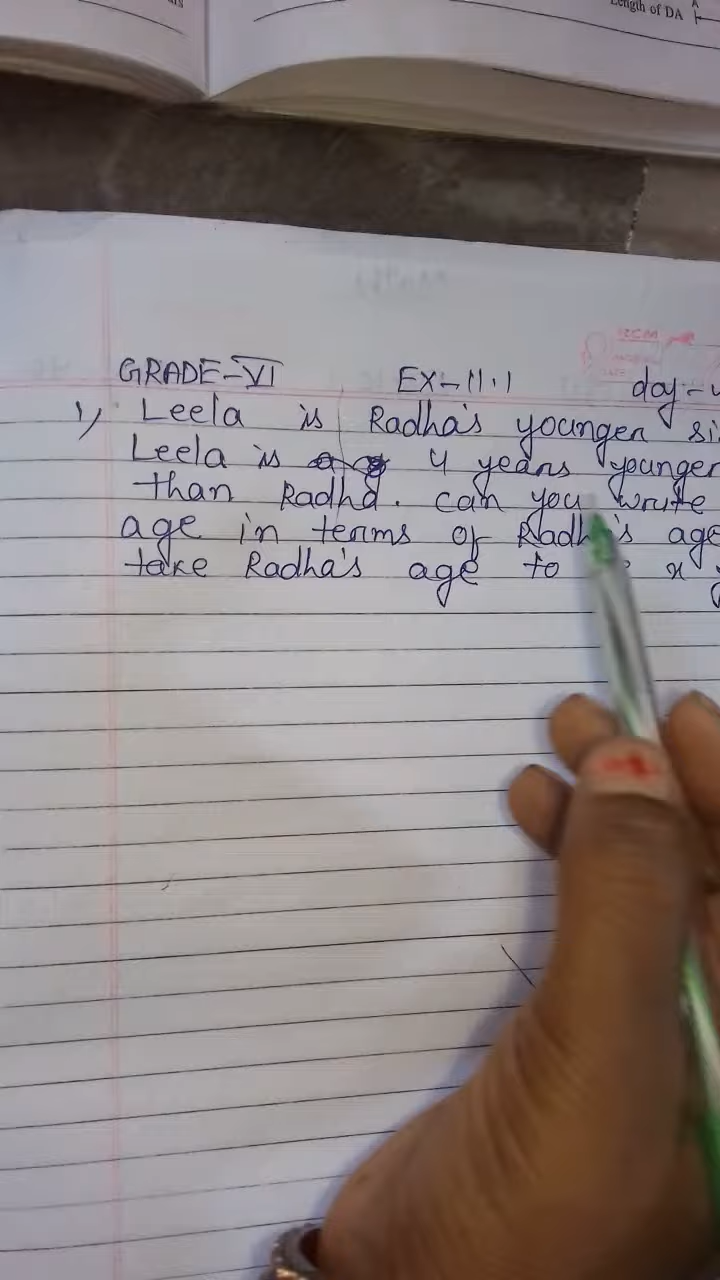 Length of DA
GRADE-VI EX-11.1 day-
1) Leela is Radha's younger
Leela is 4 years younger
than Radha. can you write
age in terms of Radha's age
take Radha's age to x